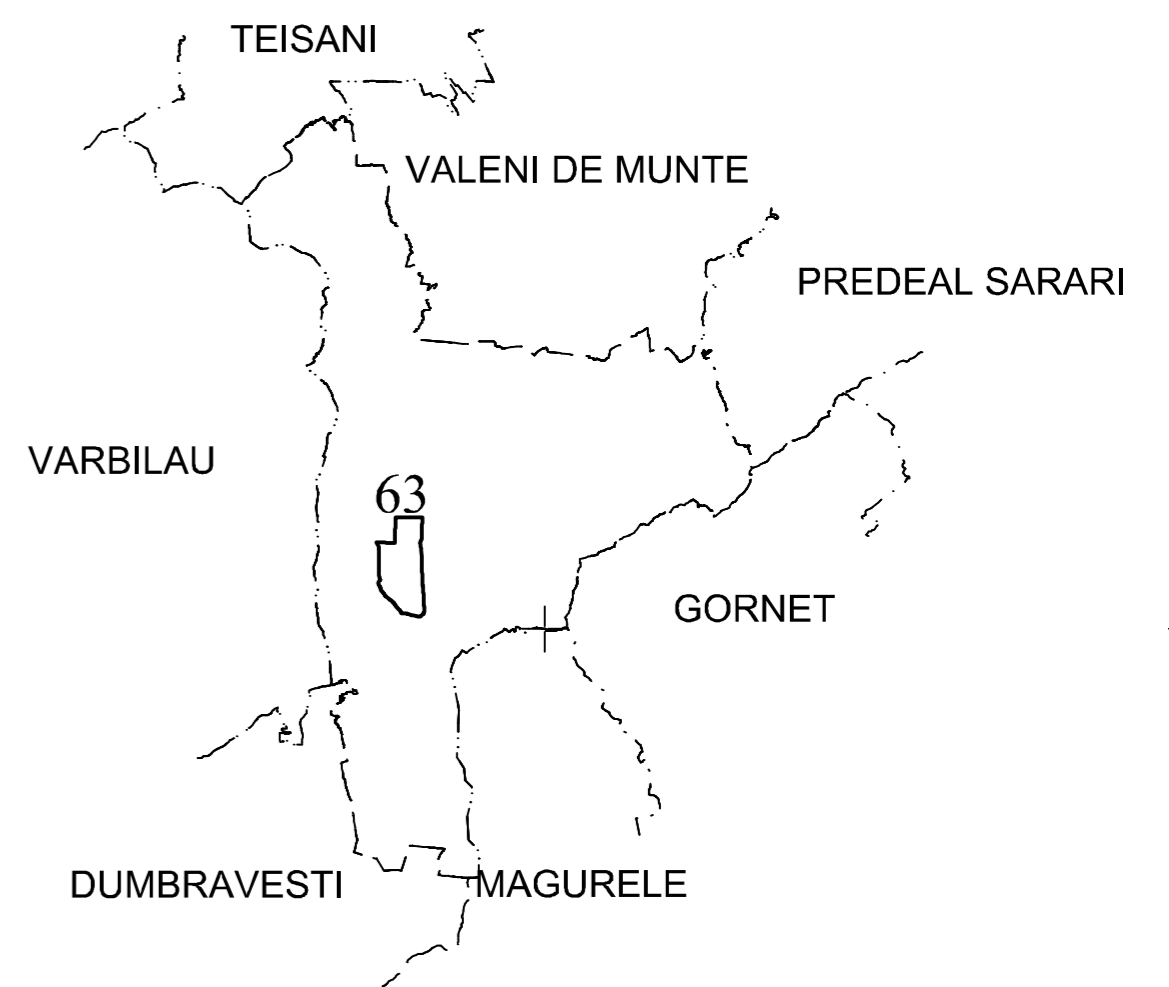 TEISANI
VALENI DE MUNTE
PREDEAL SARARI
VARBILAU
63
GORNET
DUMBRAVESTI
MAGURELE